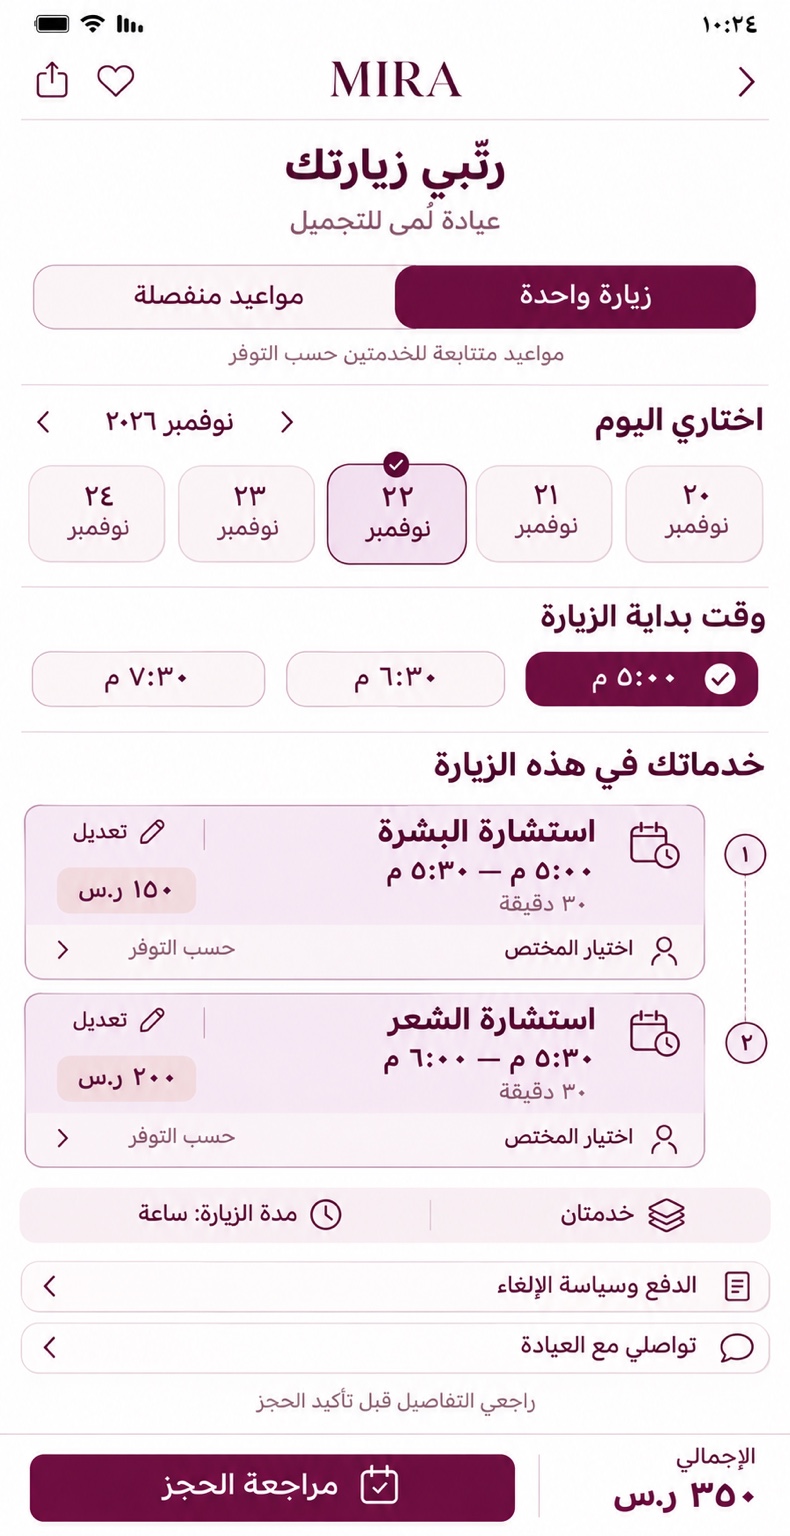 ١٠:٢٤
MIRA
رتّبي زيارتك
عيادة لُمى للتجميل
زيارة واحدة
مواعيد منفصلة
مواعيد متتابعة للخدمتين حسب التوفر
اختاري اليوم
نوفمبر ٢٠٢٦
٢٠ نوفمبر
٢١ نوفمبر
٢٢ نوفمبر
٢٣ نوفمبر
٢٤ نوفمبر
وقت بداية الزيارة
٥:٠٠ م
٦:٣٠ م
٧:٣٠ م
خدماتك في هذه الزيارة
١
استشارة البشرة
تعديل
٥:٠٠ م — ٥:٣٠ م
١٥٠ ر.س
٣٠ دقيقة
اختيار المختص
حسب التوفر
٢
استشارة الشعر
تعديل
٥:٣٠ م — ٦:٠٠ م
٢٠٠ ر.س
٣٠ دقيقة
اختيار المختص
حسب التوفر
خدمتان
مدة الزيارة: ساعة
الدفع وسياسة الإلغاء
تواصلي مع العيادة
راجعي التفاصيل قبل تأكيد الحجز
الإجمالي
٣٥٠ ر.س
مراجعة الحجز